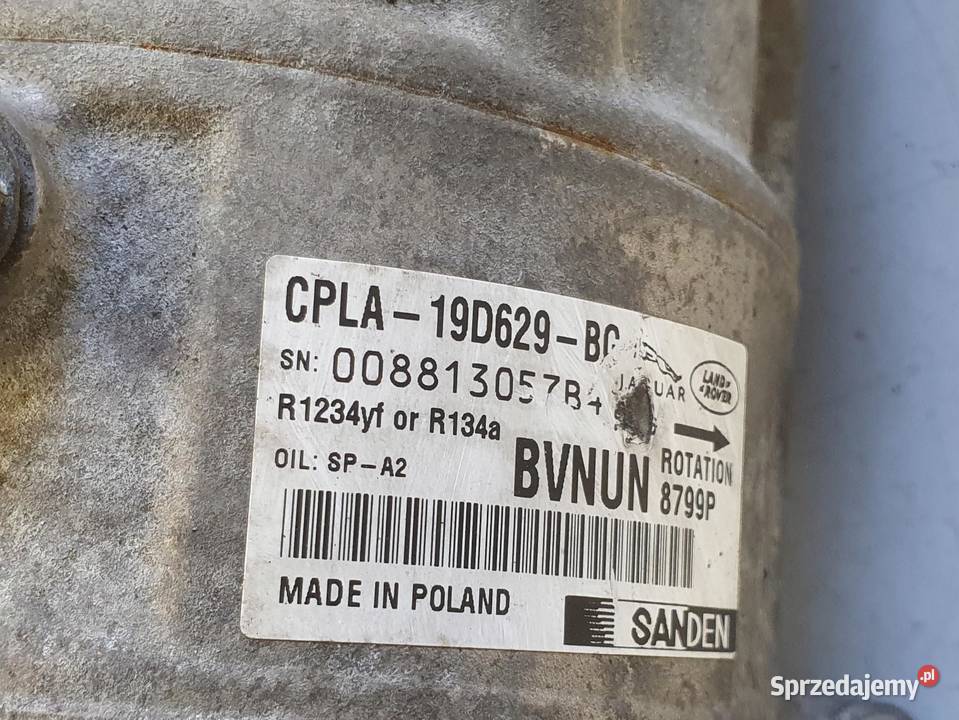 CPLA-19D629-BC
SN: 008813057B4
JAGUAR
LAND ROVER
R1234yf or R134a
OIL: SP-A2
BVNUN
ROTATION
8799P
MADE IN POLAND
SANDEN
Sprzedajemy.pl